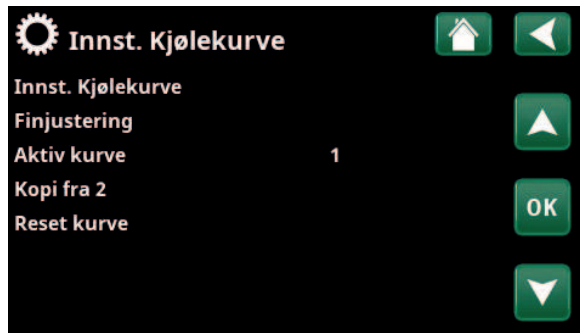 Innst. Kjølekurve
Innst. Kjølekurve
Finjustering
Aktiv kurve 1
Kopi fra 2
OK
Reset kurve